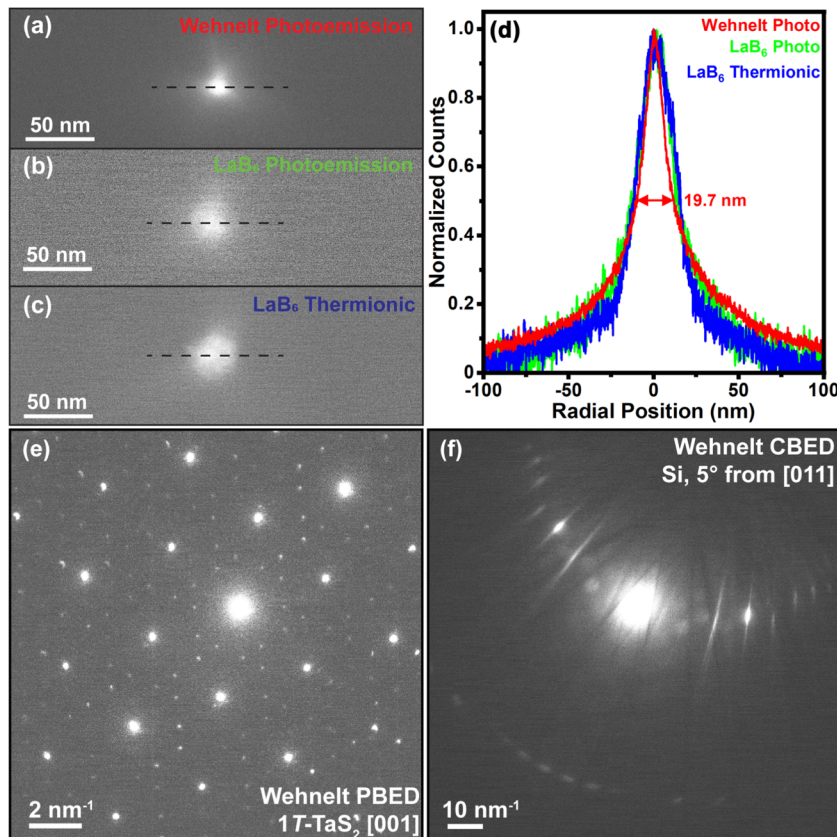 (a)
Wehnelt Photoemission
50 nm
(b)
LaB₆ Photoemission
50 nm
(c)
LaB₆ Thermionic
50 nm
(d)
Wehnelt Photo
LaB₆ Photo
LaB₆ Thermionic
19.7 nm
Normalized Counts
1.0
0.8
0.6
0.4
0.2
0
-100
-50
0
50
100
Radial Position (nm)
(e)
2 nm⁻¹
Wehnelt PBED
1T-TaS₂ [001]
(f)
Wehnelt CBED
Si, 5° from [011]
10 nm⁻¹